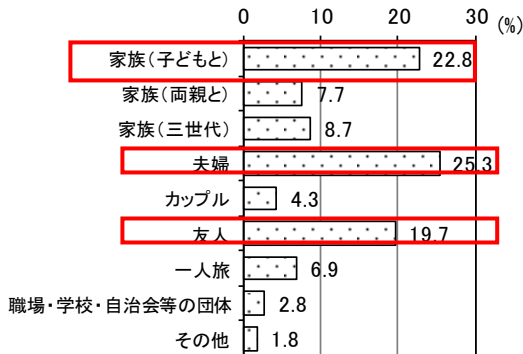 0 10 20 30 (%)
家族(子どもと) 22.8
家族(両親と) 7.7
家族(三世代) 8.7
夫婦 25.3
カップル 4.3
友人 19.7
一人旅 6.9
職場・学校・自治会等の団体 2.8
その他 1.8